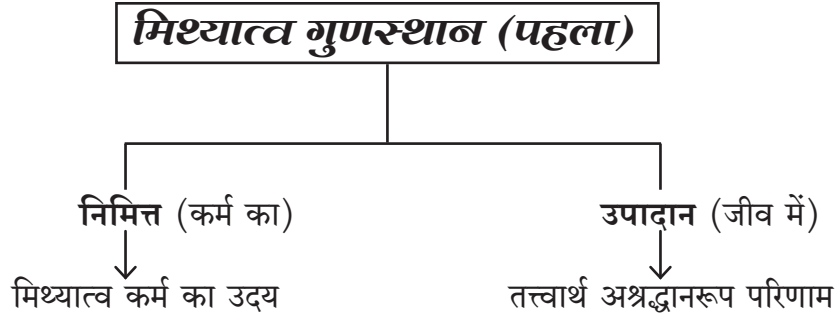 मिथ्यात्व गुणस्थान (पहला)
निमित्त (कर्म का) उपादान (जीव में)
मिथ्यात्व कर्म का उदय तत्त्वार्थ अश्रद्धानरूप परिणाम